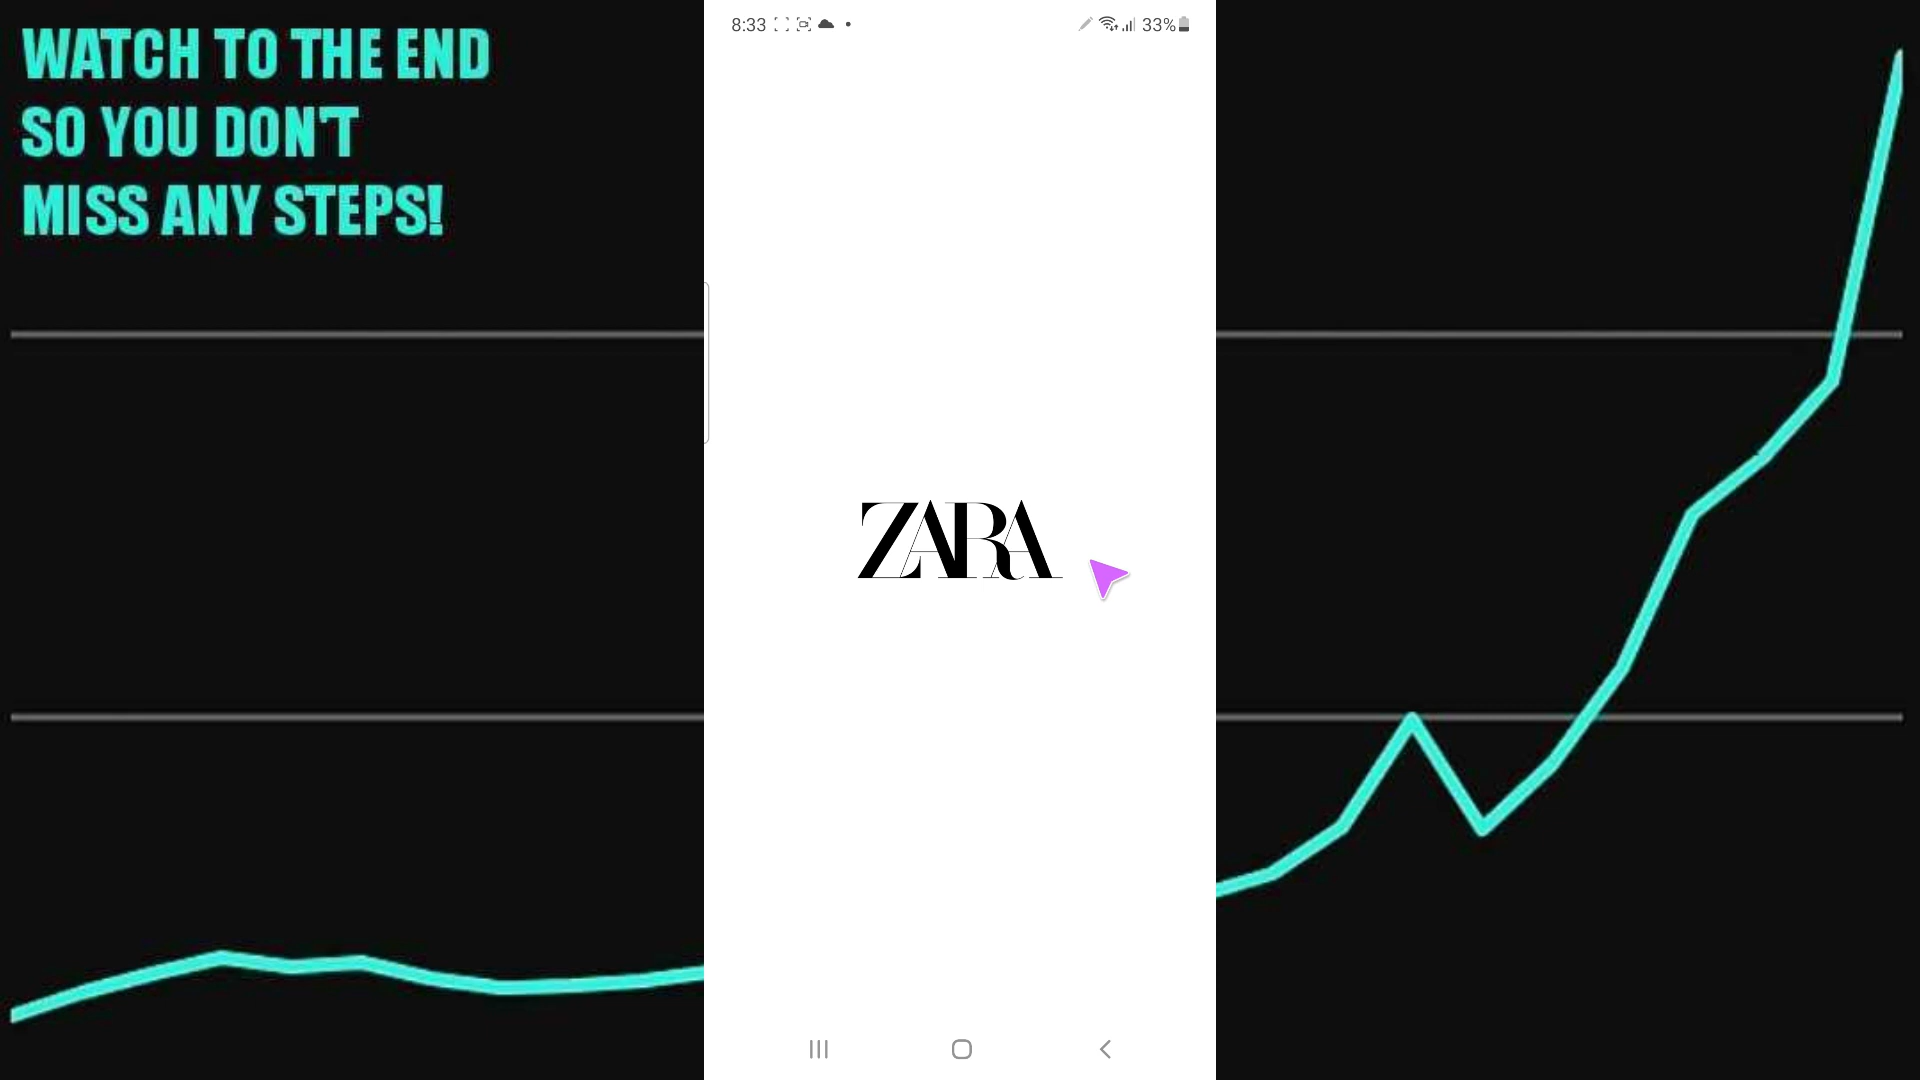 WATCH TO THE END
SO YOU DON'T
MISS ANY STEPS!
8:33
33%
ZARA